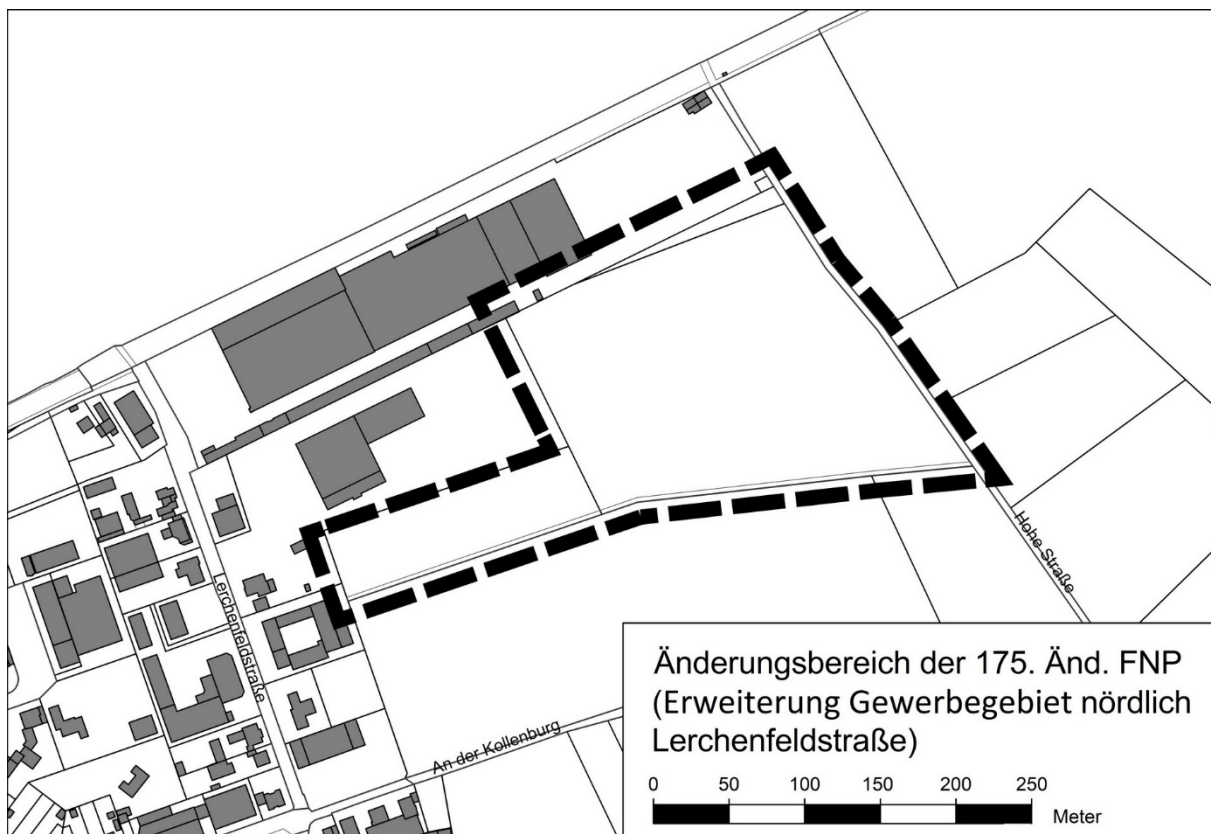 Hohe Straße
Lerchenfeldstraße
An der Kollenburg
Änderungsbereich der 175. Änd. FNP
(Erweiterung Gewerbegebiet nördlich
Lerchenfeldstraße)
0 50 100 150 200 250
Meter